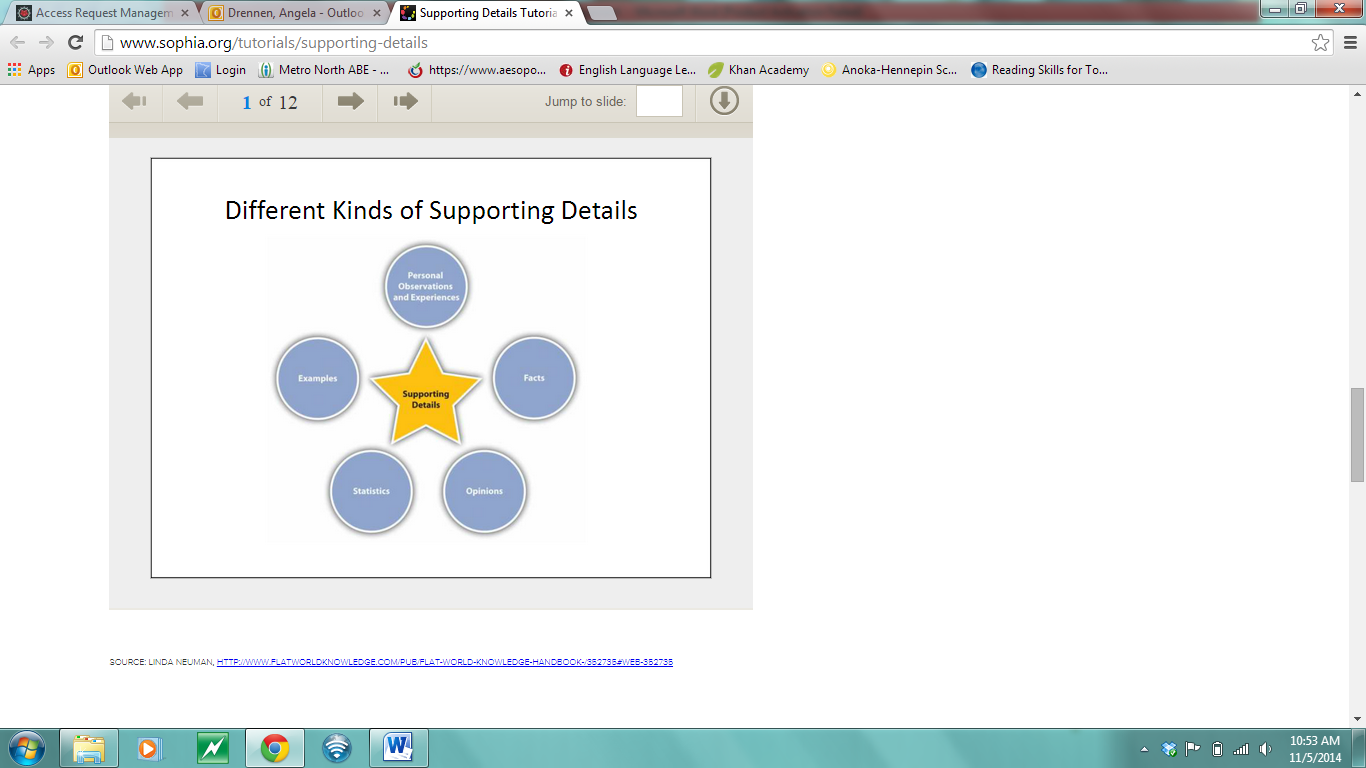 Access Request Managem
Drennen, Angela - Outloo
Supporting Details Tutoria
www.sophia.org/tutorials/supporting-details
Apps
Outlook Web App
Login
Metro North ABE - ...
https://www.aesopo...
English Language Le...
Khan Academy
Anoka-Hennepin Sc...
Reading Skills for To...
1 of 12
Jump to slide:
Different Kinds of Supporting Details
Personal
Observations
and Experiences
Examples
Supporting
Details
Facts
Statistics
Opinions
SOURCE: LINDA NEUMAN, HTTP://WWW.FLATWORLDKNOWLEDGE.COM/PUB/FLAT-WORLD-KNOWLEDGE-HANDBOOK-/352735#WEB-352735
10:53 AM
11/5/2014